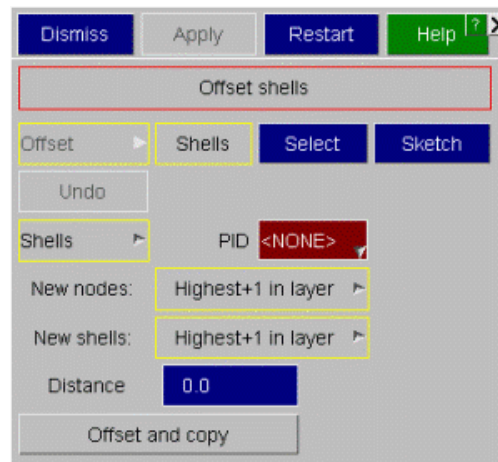 Dismiss Apply Restart Help ? X
Offset shells
Offset Shells Select Sketch
Undo
Shells PID <NONE>
New nodes: Highest+1 in layer
New shells: Highest+1 in layer
Distance 0.0
Offset and copy